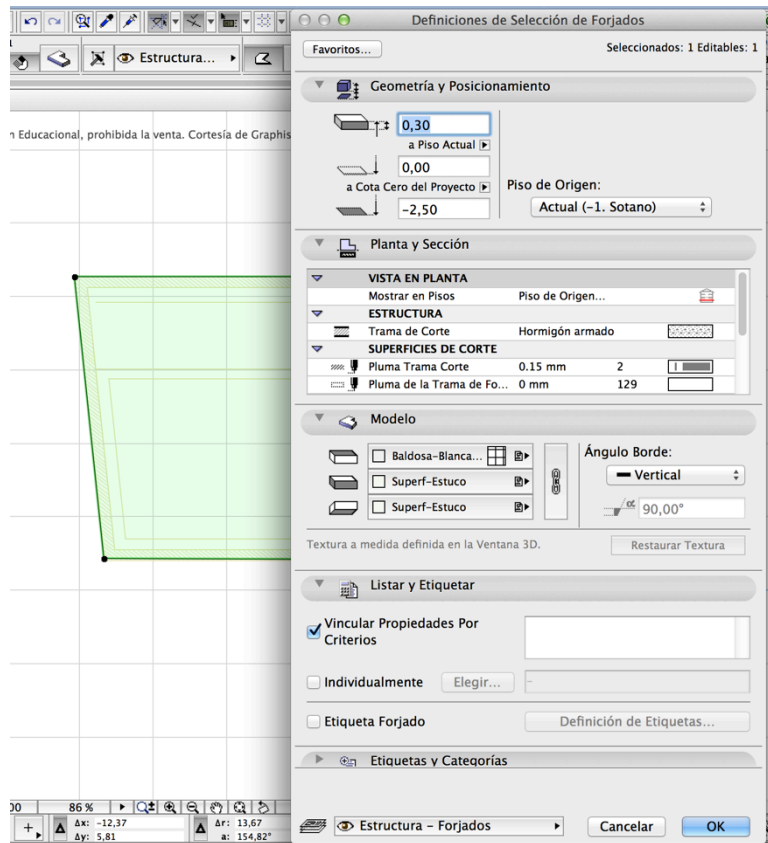 Definiciones de Selección de Forjados
Estructura...
Favoritos...
Seleccionados: 1 Editables: 1
Geometría y Posicionamiento
n Educacional, prohibida la venta. Cortesía de Graphis
0,30
a Piso Actual
0,00
a Cota Cero del Proyecto
Piso de Origen:
-2,50
Actual (-1. Sotano)
Planta y Sección
VISTA EN PLANTA
Mostrar en Pisos Piso de Origen...
ESTRUCTURA
Trama de Corte Hormigón armado
SUPERFICIES DE CORTE
Pluma Trama Corte 0.15 mm 2
Pluma de la Trama de Fo... 0 mm 129
Modelo
Baldosa-Blanca...
Ángulo Borde:
Superf-Estuco
Vertical
Superf-Estuco
α
90,00°
Textura a medida definida en la Ventana 3D.
Restaurar Textura
Listar y Etiquetar
Vincular Propiedades Por
Criterios
Individualmente
Elegir...
-
Etiqueta Forjado
Definición de Etiquetas...
Etiquetas y Categorías
00 86 %
Δx: -12,37
Δy: 5,81
Δr: 13,67
a: 154,82°
Estructura - Forjados
Cancelar
OK